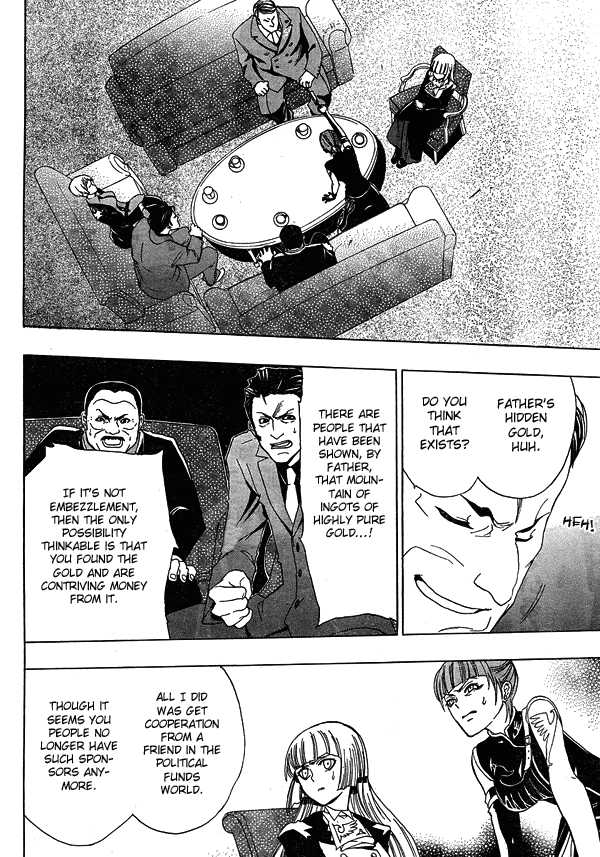 FATHER'S
HIDDEN
GOLD,
HUH.
DO YOU
THINK
THAT
EXISTS?
HEH!
THERE ARE
PEOPLE THAT
HAVE BEEN
SHOWN, BY
FATHER,
THAT MOUN-
TAIN OF
INGOTS OF
HIGHLY PURE
GOLD...!
IF IT'S NOT
EMBEZZLEMENT,
THEN THE ONLY
POSSIBILITY
THINKABLE IS THAT
YOU FOUND THE
GOLD AND ARE
CONTRIVING MONEY
FROM IT.
ALL I DID
WAS GET
COOPERATION
FROM A
FRIEND IN THE
POLITICAL
FUNDS
WORLD.
THOUGH IT
SEEMS YOU
PEOPLE NO
LONGER HAVE
SUCH SPON-
SORS ANY-
MORE.